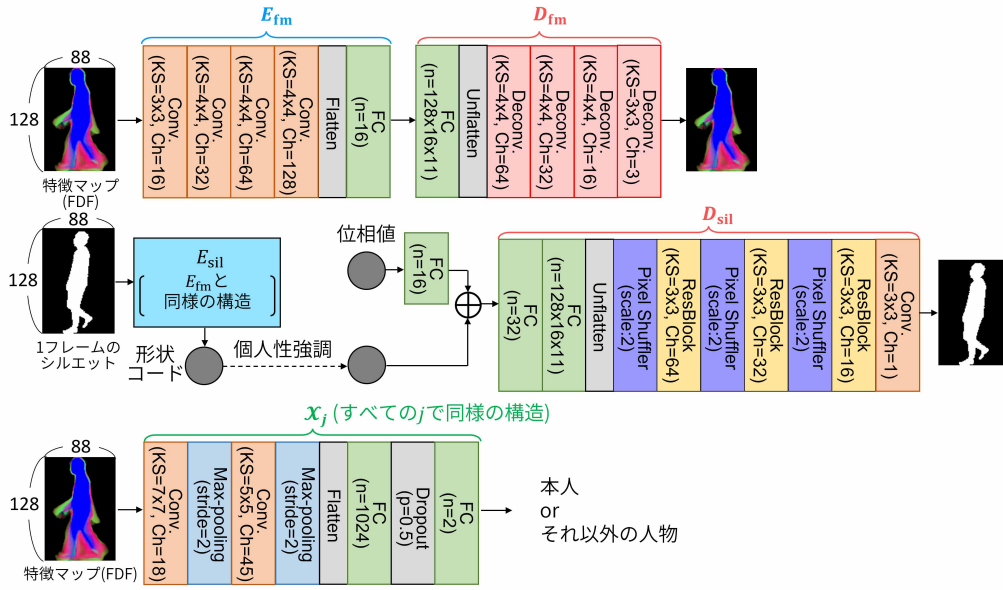 E_fm
D_fm
88
128
特徴マップ
(FDF)
Conv.
(KS=3x3, Ch=16)
Conv.
(KS=4x4, Ch=32)
Conv.
(KS=4x4, Ch=64)
Conv.
(KS=4x4, Ch=128)
Flatten
FC
(n=16)
FC
(n=128x16x11)
Unflatten
Deconv.
(KS=4x4, Ch=64)
Deconv.
(KS=4x4, Ch=32)
Deconv.
(KS=4x4, Ch=16)
Deconv.
(KS=3x3, Ch=3)
88
128
1フレームの
シルエット
E_sil
E_fmと
同様の構造
形状
コード
個人性強調
位相値
FC
(n=16)
D_sil
FC
(n=32)
FC
(n=128x16x11)
Unflatten
Pixel Shuffler
(scale:2)
ResBlock
(KS=3x3, Ch=64)
Pixel Shuffler
(scale:2)
ResBlock
(KS=3x3, Ch=32)
Pixel Shuffler
(scale:2)
ResBlock
(KS=3x3, Ch=16)
Conv.
(KS=3x3, Ch=1)
𝒳_j (すべてのjで同様の構造)
88
128
特徴マップ(FDF)
Conv.
(KS=7x7, Ch=18)
Max-pooling
(stride=2)
Conv.
(KS=5x5, Ch=45)
Max-pooling
(stride=2)
Flatten
FC
(n=1024)
Dropout
(p=0.5)
FC
(n=2)
本人
or
それ以外の人物